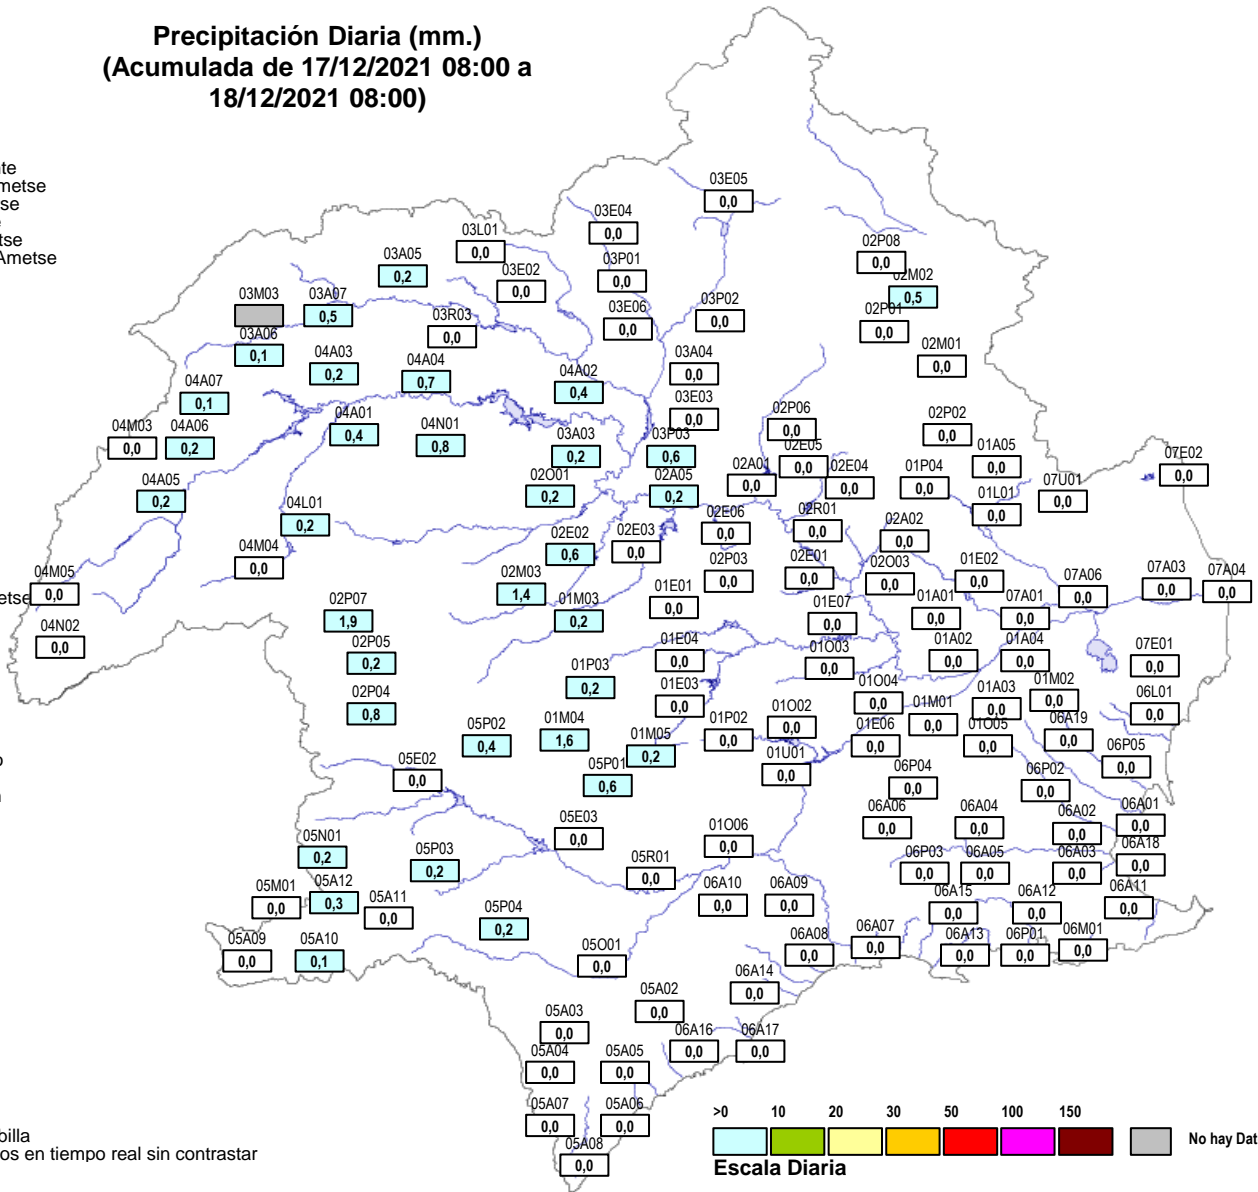 Precipitación Diaria (mm.)
(Acumulada de 17/12/2021 08:00 a
18/12/2021 08:00)
nte
metse
tse
e
tse
Ametse
03E05
0,0
03E04
0,0
03L01
0,0
03A05
0,2
03E02
0,0
03P01
0,0
02P08
0,0
02M02
0,5
03M03
03A07
0,5
03R03
0,0
03E06
0,0
03P02
0,0
02P01
0,0
03A06
0,1
04A03
0,2
04A04
0,7
04A02
0,4
03A04
0,0
02M01
0,0
04A07
0,1
03E03
0,0
04M03
0,0
04A06
0,2
04A01
0,4
04N01
0,8
03A03
0,2
03P03
0,6
02P06
0,0
02P02
0,0
02E05
0,0
01A05
0,0
07E02
0,0
04A05
0,2
02O01
0,2
02A05
0,2
02A01
0,0
02E04
0,0
01P04
0,0
07U01
0,0
01L01
0,0
04L01
0,2
02E02
0,6
02E03
0,0
02E06
0,0
02R01
0,0
02A02
0,0
04M04
0,0
04M05
0,0
02M03
1,4
02P03
0,0
02E01
0,0
02O03
0,0
01E02
0,0
07A06
0,0
07A03
0,0
07A04
0,0
etse
04N02
0,0
02P07
1,9
01M03
0,2
01E01
0,0
01E07
0,0
01A01
0,0
07A01
0,0
02P05
0,2
01E04
0,0
01O03
0,0
01A02
0,0
01A04
0,0
07E01
0,0
01P03
0,2
01E03
0,0
01O04
0,0
01A03
0,0
01M02
0,0
06L01
0,0
02P04
0,8
05P02
0,4
01M04
1,6
01M05
0,2
01P02
0,0
01O02
0,0
01M01
0,0
01E06
0,0
01O05
0,0
06A19
0,0
06P05
0,0
05E02
0,0
05P01
0,6
01U01
0,0
06P04
0,0
06P02
0,0
05E03
0,0
01O06
0,0
06A06
0,0
06A04
0,0
06A02
0,0
06A01
0,0
05N01
0,2
05P03
0,2
05R01
0,0
06P03
0,0
06A05
0,0
06A03
0,0
06A18
0,0
05M01
0,0
05A12
0,3
05A11
0,0
05P04
0,2
06A10
0,0
06A09
0,0
06A15
0,0
06A12
0,0
06A11
0,0
05A09
0,0
05A10
0,1
05O01
0,0
06A08
0,0
06A07
0,0
06A13
0,0
06P01
0,0
06M01
0,0
06A14
0,0
05A02
0,0
05A03
0,0
06A16
0,0
06A17
0,0
05A04
0,0
05A05
0,0
05A07
0,0
05A06
0,0
05A08
0,0
>0 10 20 30 50 100 150
No hay Dat
Escala Diaria
billa
os en tiempo real sin contrastar